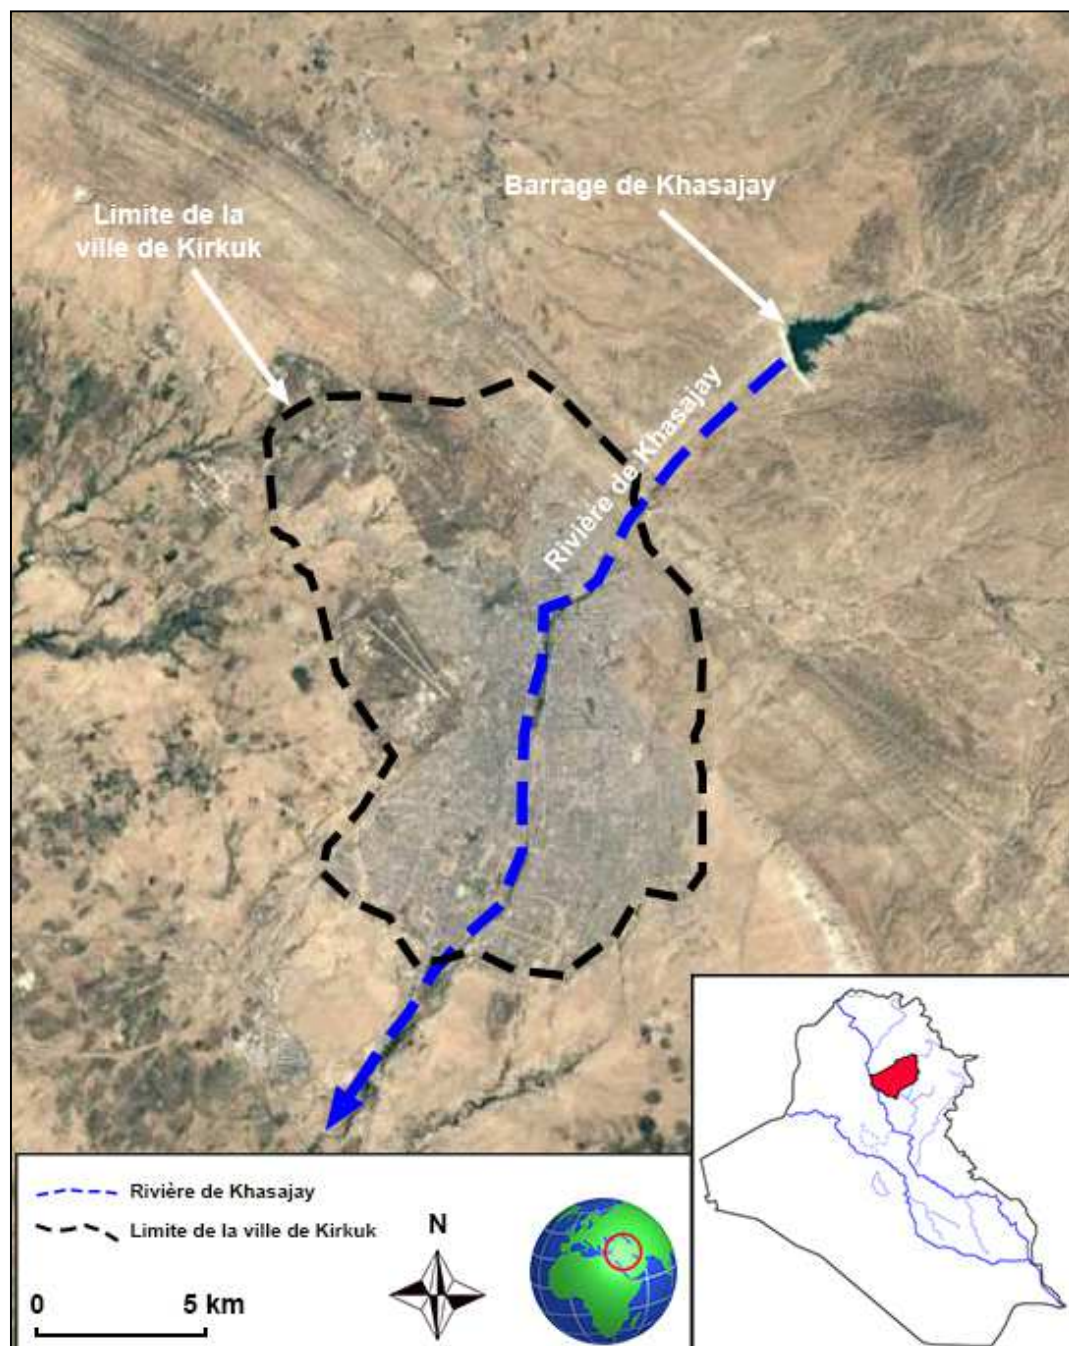 Barrage de Khasajay
Limite de la
ville de Kirkuk
Rivière de Khasajay
Rivière de Khasajay
Limite de la ville de Kirkuk
N
0 5 km